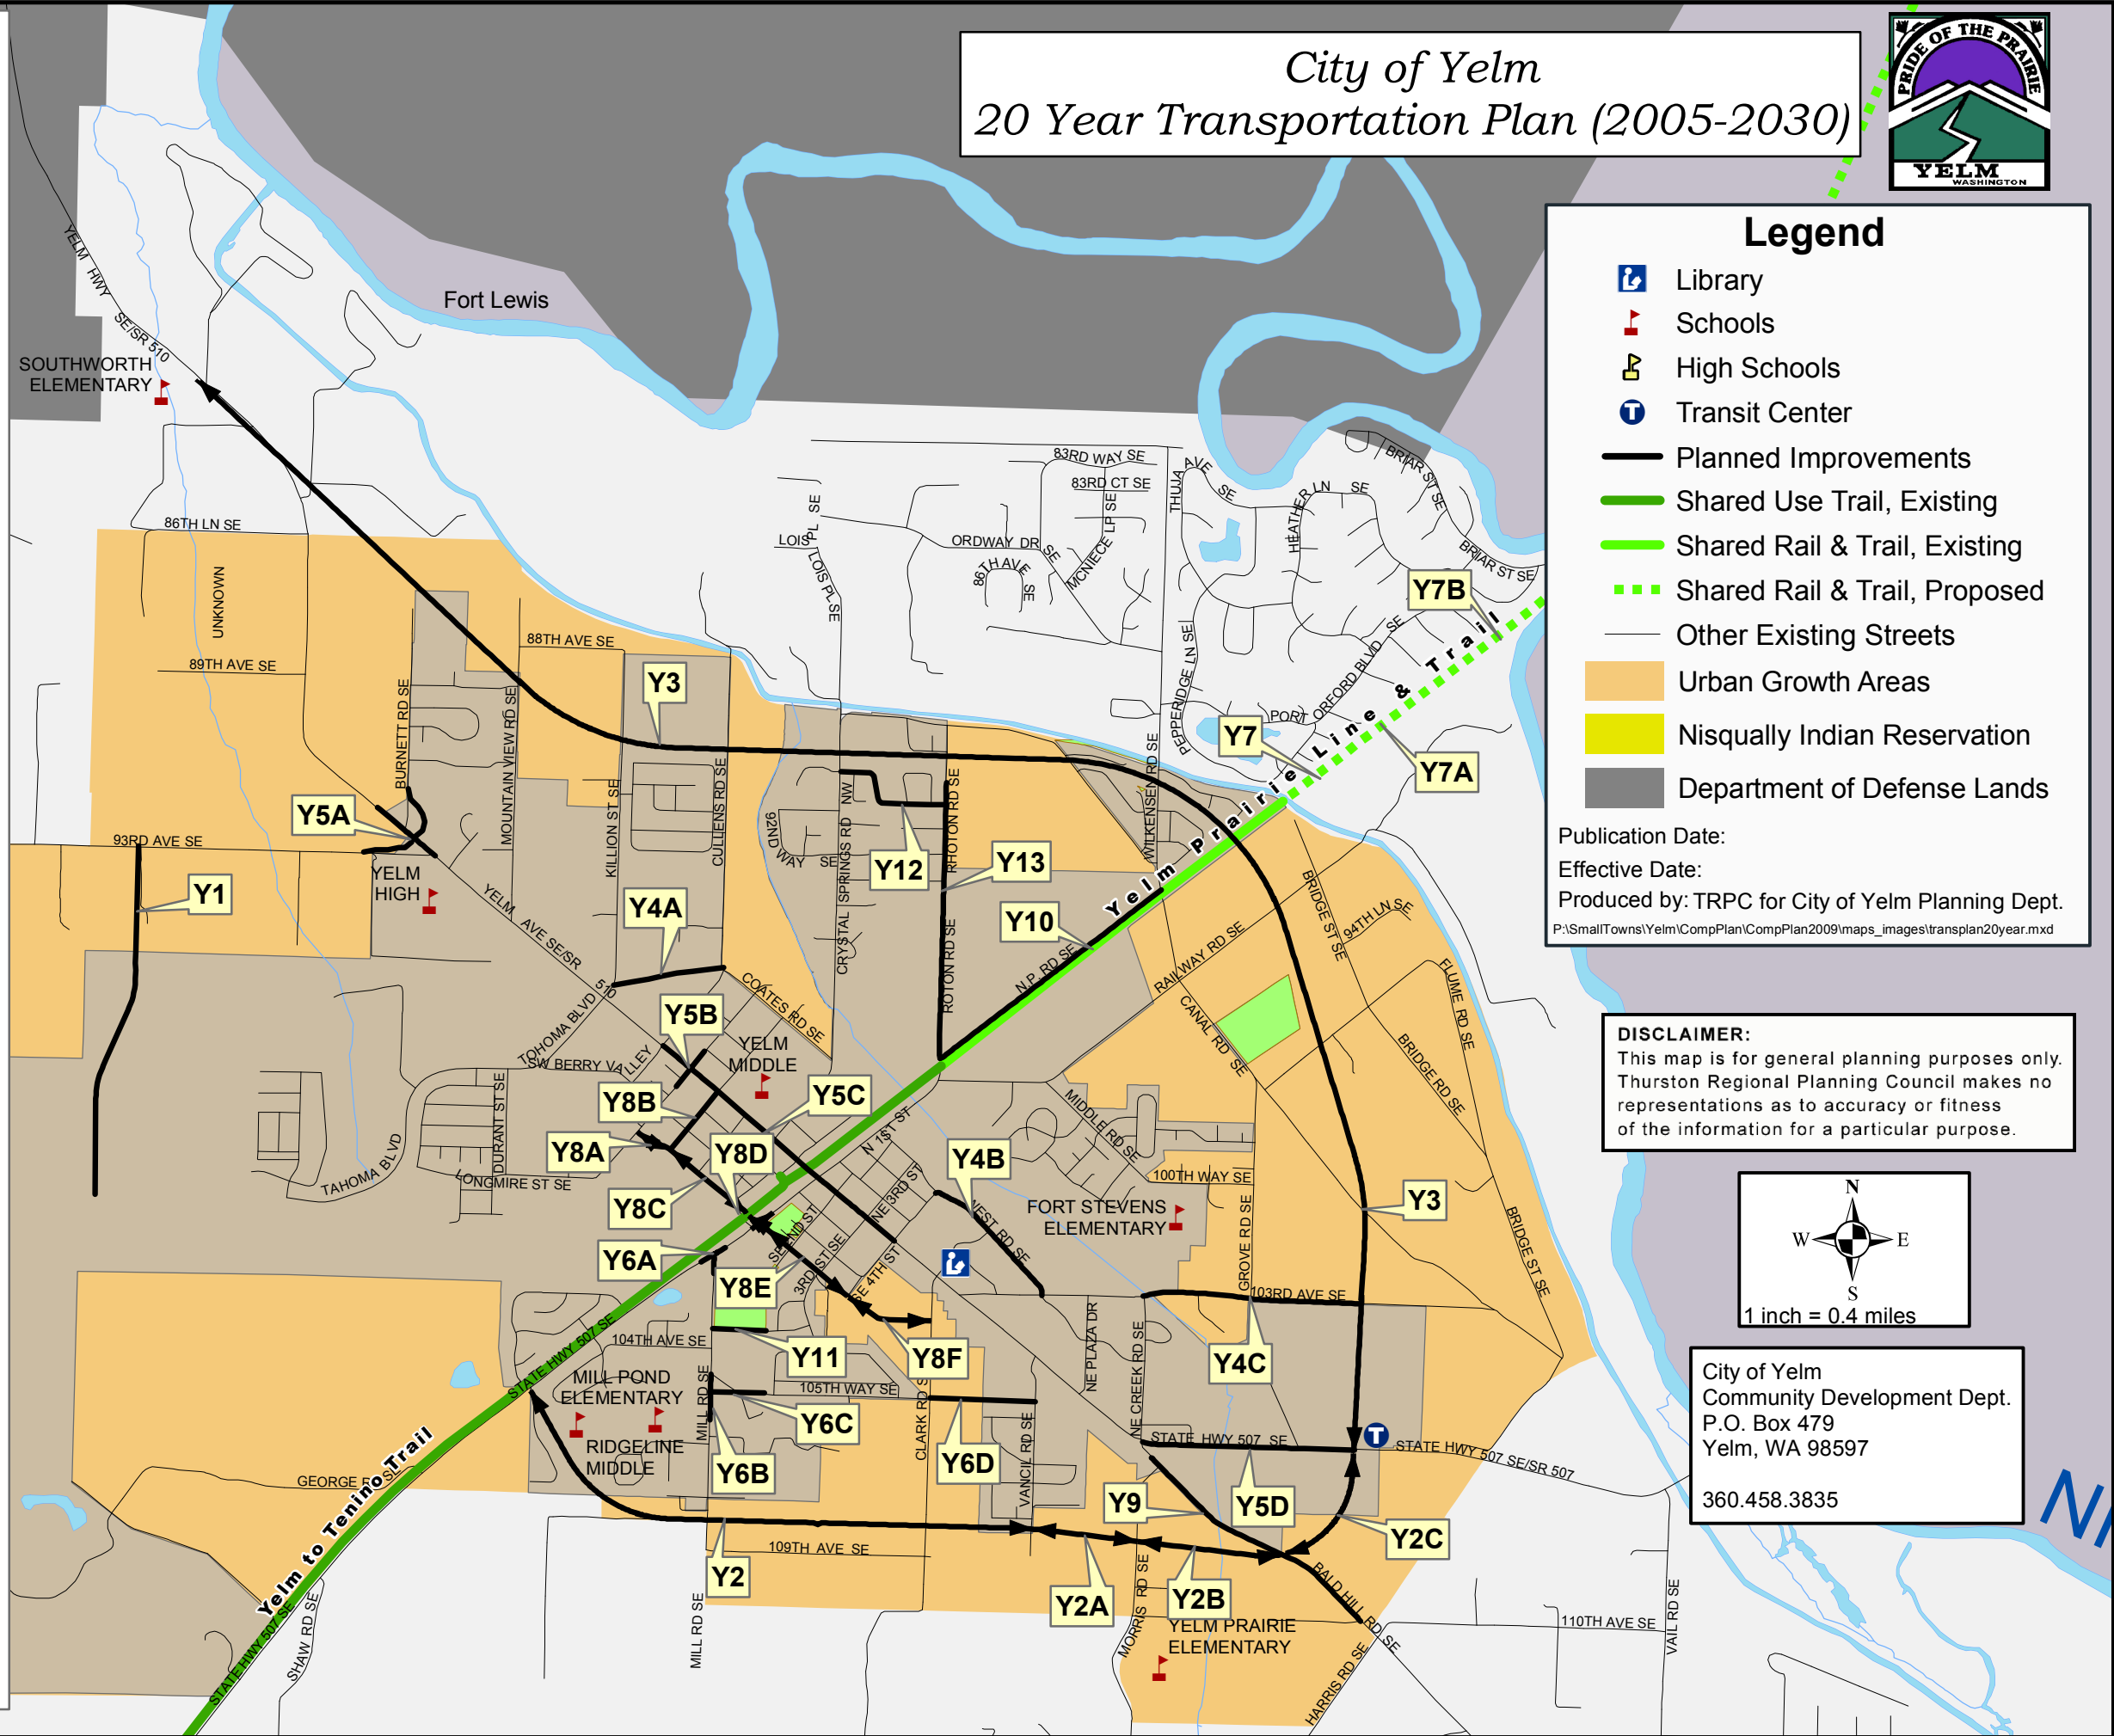 City of Yelm
20 Year Transportation Plan (2005-2030)
PRIDE OF THE PRAIRIE
YELM
WASHINGTON
Legend
Library
Schools
High Schools
Transit Center
Planned Improvements
Shared Use Trail, Existing
Shared Rail & Trail, Existing
Shared Rail & Trail, Proposed
Other Existing Streets
Urban Growth Areas
Nisqually Indian Reservation
Department of Defense Lands
Publication Date:
Effective Date:
Produced by: TRPC for City of Yelm Planning Dept.
P:\SmallTowns\Yelm\CompPlan\CompPlan2009\maps_images\transplan20year.mxd
DISCLAIMER:
This map is for general planning purposes only.
Thurston Regional Planning Council makes no
representations as to accuracy or fitness
of the information for a particular purpose.
N
W E
S
1 inch = 0.4 miles
City of Yelm
Community Development Dept.
P.O. Box 479
Yelm, WA 98597
360.458.3835
YELM HWY
SE/SR 510
Fort Lewis
SOUTHWORTH
ELEMENTARY
83RD WAY SE
83RD CT SE
THUJA AVE SE
HEATHER LN SE
BRIAR ST SE
BRIAR ST SE
86TH LN SE
LOIS PL SE
LOIS PL SE
ORDWAY DR SE
86TH AVE SE
MCNIECE LP SE
UNKNOWN
88TH AVE SE
89TH AVE SE
Y7B
Y3
BURNETT RD SE
MOUNTAIN VIEW RD SE
PEPPERIDGE LN SE
PORT ORFORD BLVD SE
Y7
Y7A
Yelm Prairie Line & Trail
KILLION ST SE
CULLENS RD SE
92ND WAY SE
CRYSTAL SPRINGS RD NW
RHOTON RD SE
WILKENSEN RD SE
Y5A
93RD AVE SE
Y12
Y13
YELM
HIGH
Y1
YELM AVE SE/SR 510
Y4A
Y10
ROTON RD SE
N.P. RD SE
RAILWAY RD SE
BRIDGE ST SE
94TH LN SE
FLUME RD SE
TOHOMA BLVD
COATES RD SE
CANAL RD SE
Y5B
YELM
MIDDLE
SW BERRY VALLEY
BRIDGE RD SE
Y8B
Y5C
N 1ST ST
MIDDLE RD SE
DURANT ST SE
TAHOMA BLVD
LONGMIRE ST SE
Y8A
Y8D
Y4B
100TH WAY SE
NE 3RD ST
Y8C
WEST RD SE
FORT STEVENS
ELEMENTARY
GROVE RD SE
Y3
BRIDGE ST SE
Y6A
Y8E
3RD ST SE
SE 4TH ST
103RD AVE SE
STATE HWY 507 SE
104TH AVE SE
Y11
Y8F
NE PLAZA DR
NE CREEK RD SE
Y4C
MILL POND
ELEMENTARY
MILL RD SE
105TH WAY SE
CLARK RD S
Y6C
RIDGELINE
MIDDLE
Y6B
Y6D
VANCIL RD SE
STATE HWY 507 SE
STATE HWY 507 SE/SR 507
Yelm to Tenino Trail
Y9
Y5D
Y2C
109TH AVE SE
Y2
Y2A
Y2B
MORRIS RD SE
BALD HILL RD SE
YELM PRAIRIE
ELEMENTARY
110TH AVE SE
VAIL RD SE
HARRIS RD SE
MILL RD SE
SHAW RD SE
STATE HWY 507 SE